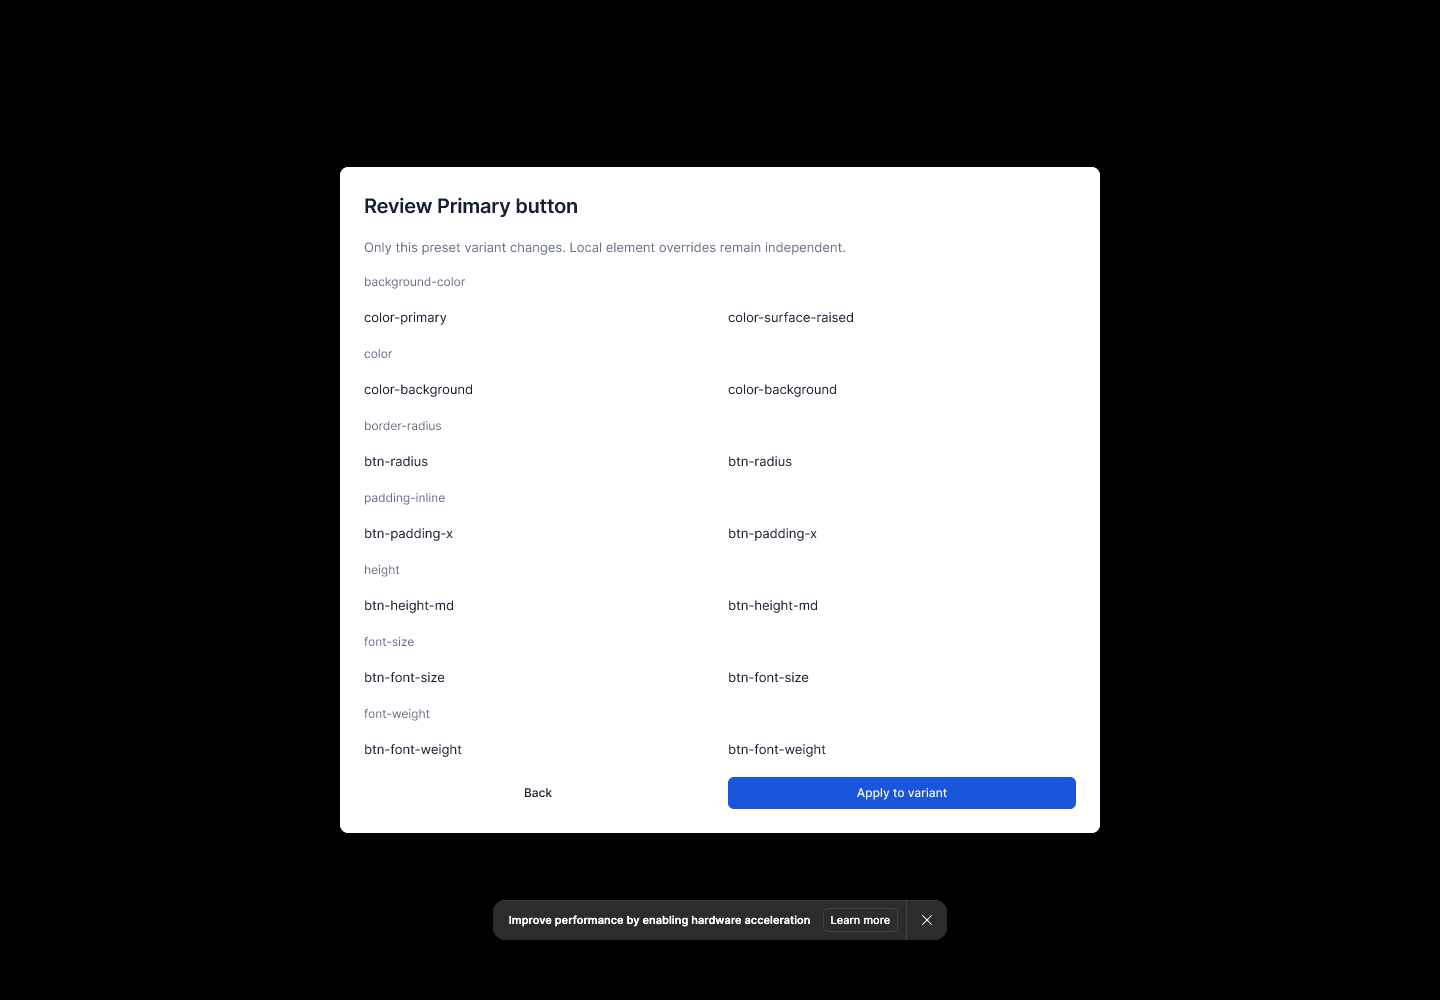 Review Primary button
Only this preset variant changes. Local element overrides remain independent.
background-color
color-primary color-surface-raised
color
color-background color-background
border-radius
btn-radius btn-radius
padding-inline
btn-padding-x btn-padding-x
height
btn-height-md btn-height-md
font-size
btn-font-size btn-font-size
font-weight
btn-font-weight btn-font-weight
Back Apply to variant
Improve performance by enabling hardware acceleration Learn more